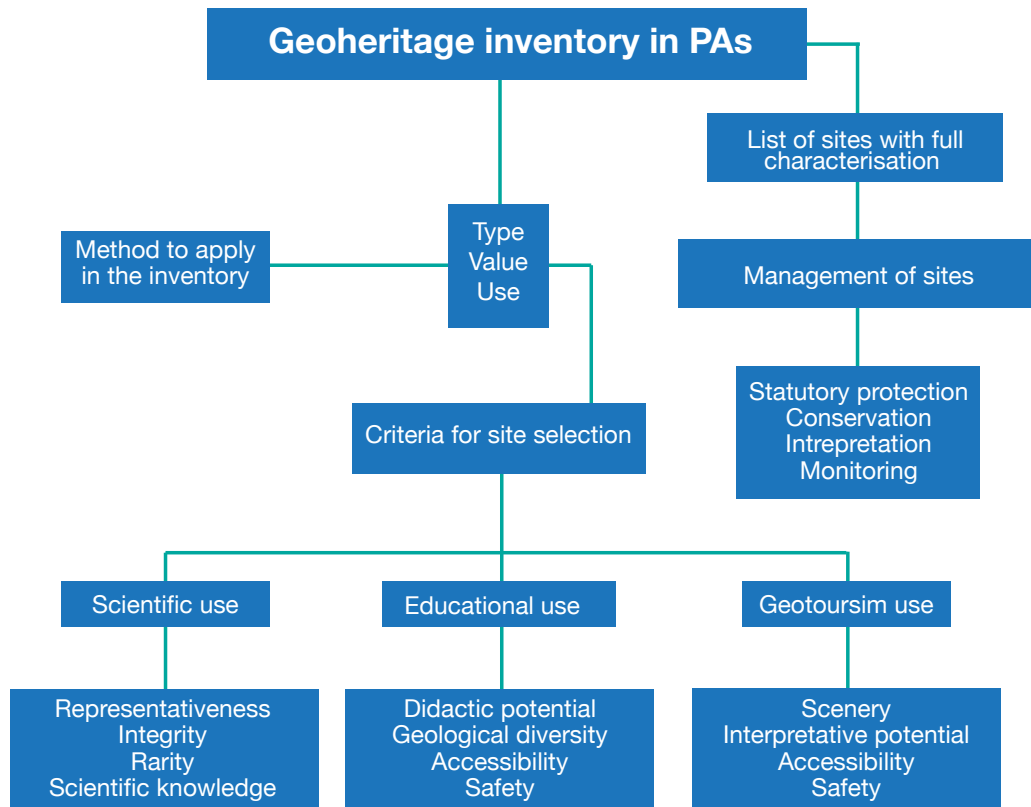 Geoheritage inventory in PAs
List of sites with full
characterisation
Type
Value
Use
Method to apply
in the inventory
Management of sites
Statutory protection
Conservation
Intrepretation
Monitoring
Criteria for site selection
Scientific use
Educational use
Geotoursim use
Representativeness
Integrity
Rarity
Scientific knowledge
Didactic potential
Geological diversity
Accessibility
Safety
Scenery
Interpretative potential
Accessibility
Safety